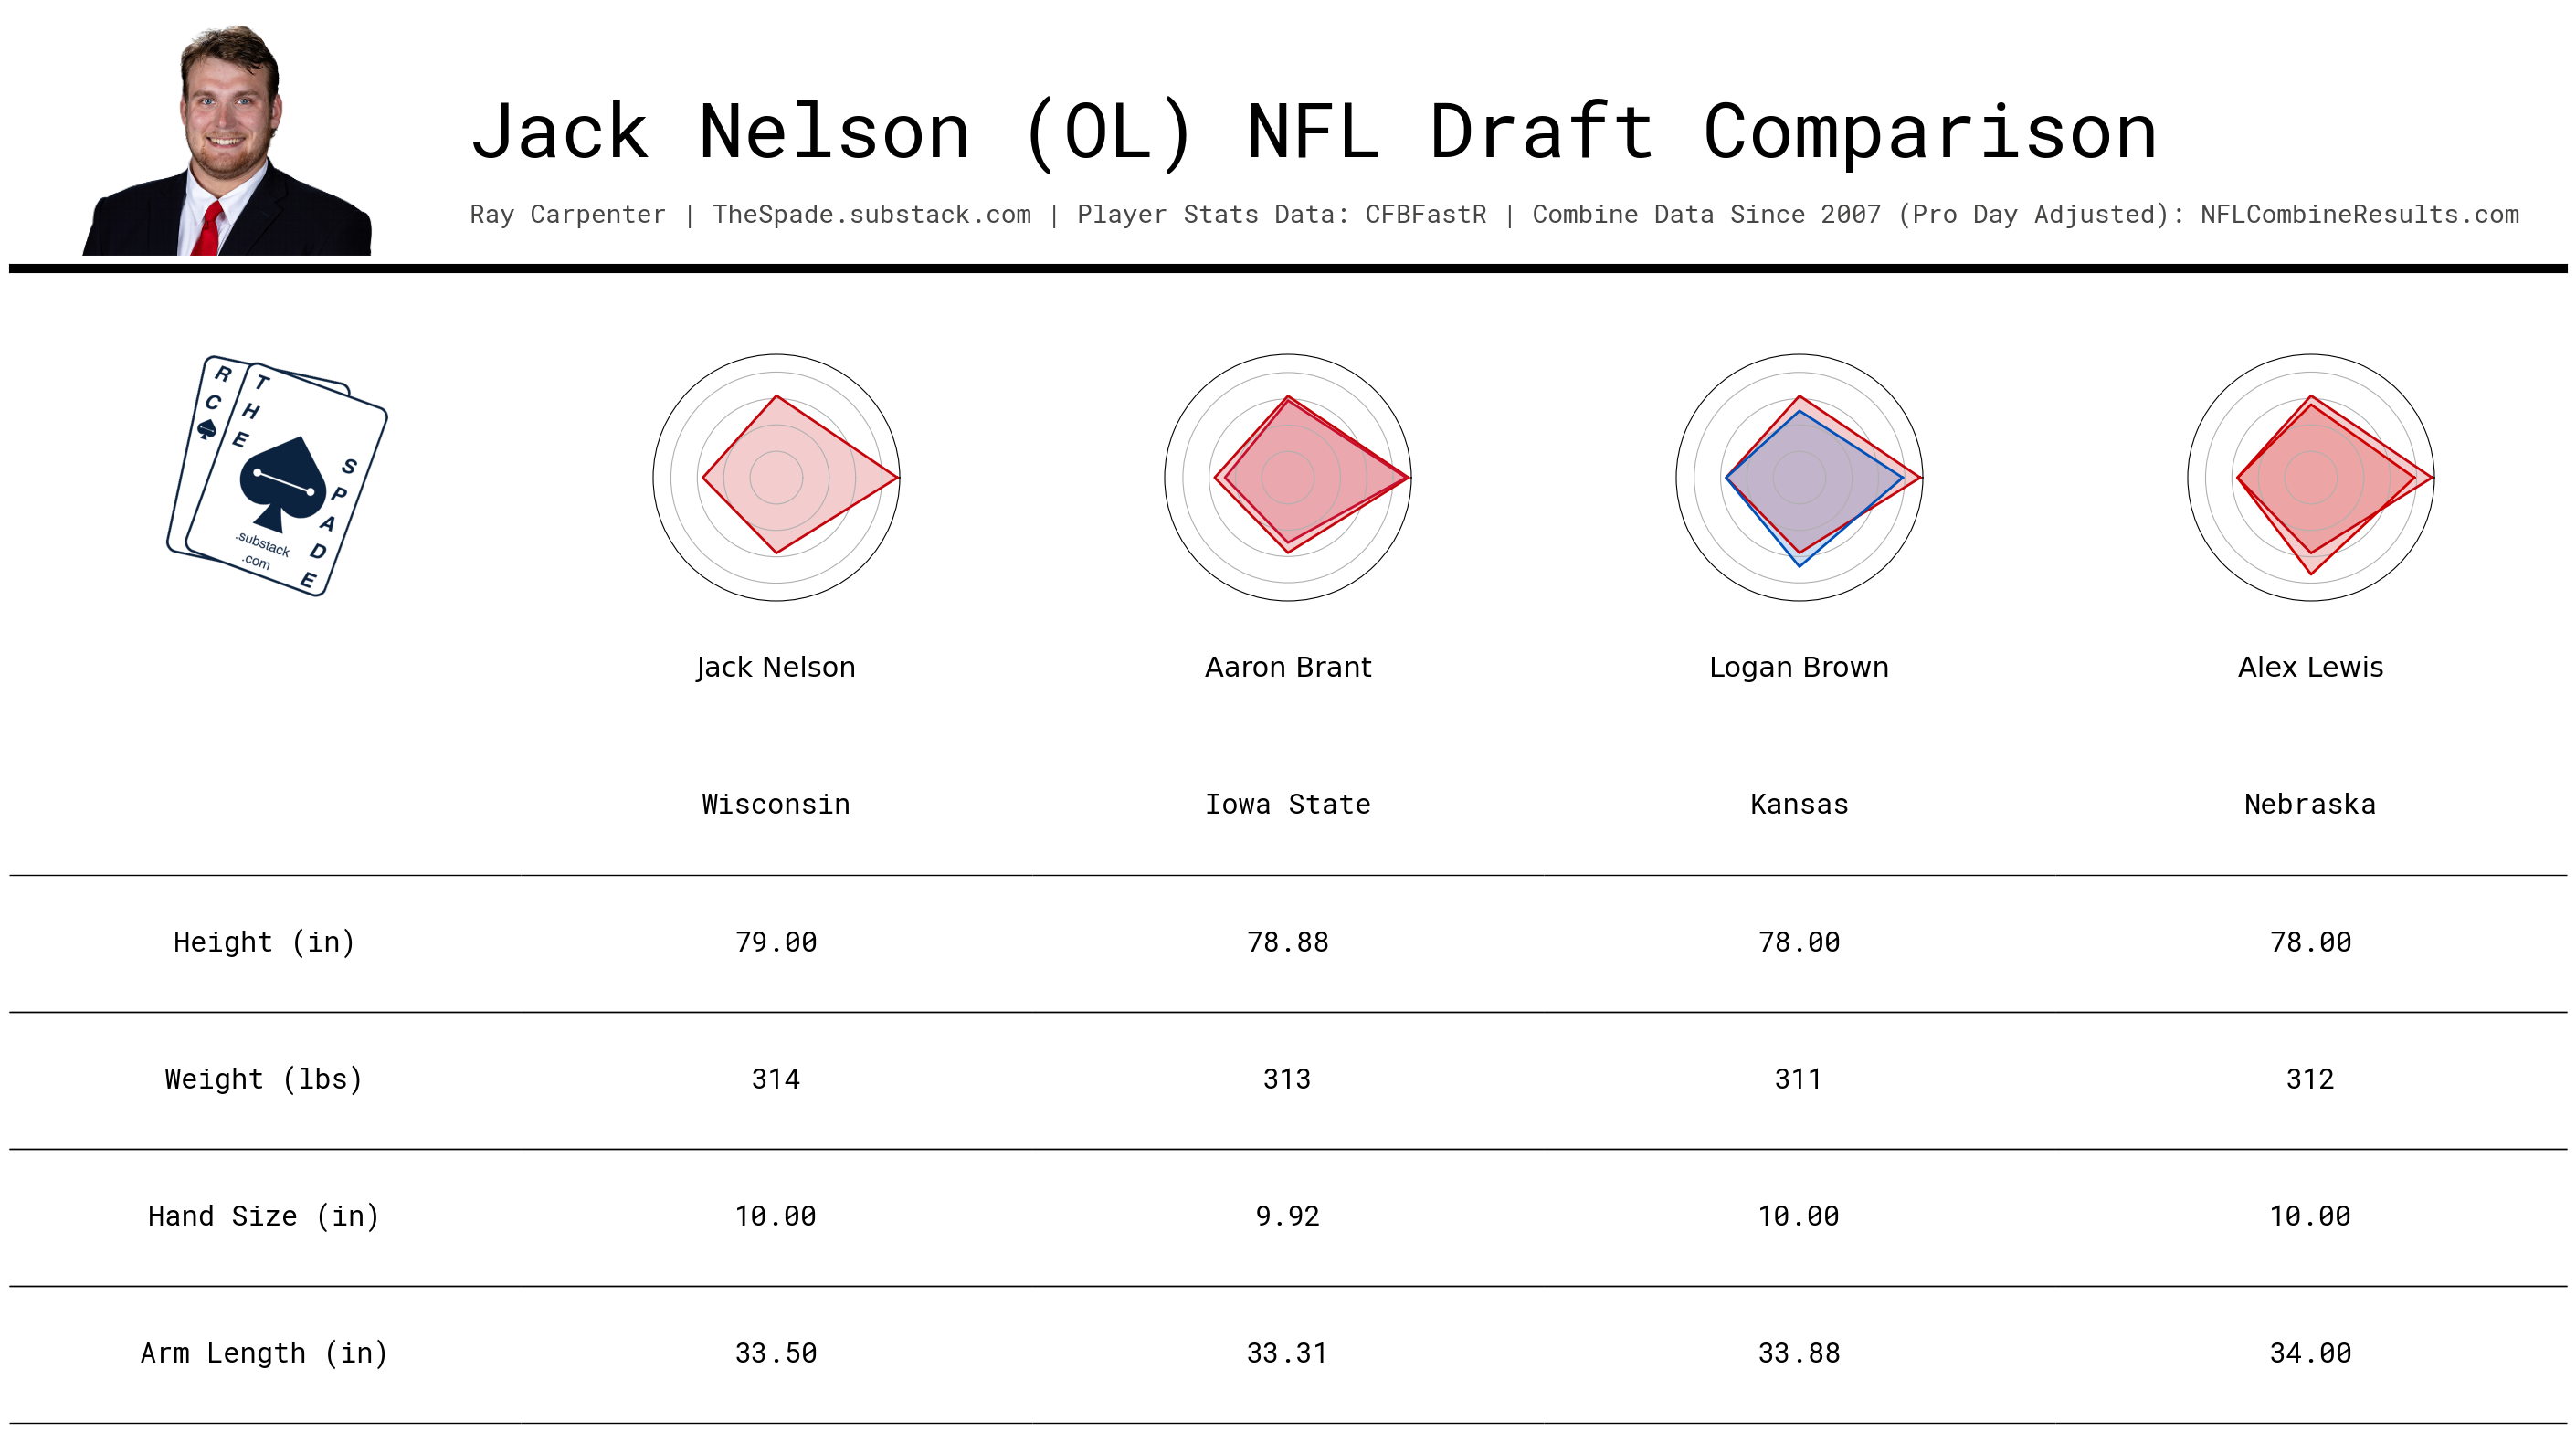 Jack Nelson (OL) NFL Draft Comparison
Ray Carpenter | TheSpade.substack.com | Player Stats Data: CFBFastR | Combine Data Since 2007 (Pro Day Adjusted): NFLCombineResults.com
RC
THE
SPADE
.substack
.com
Jack Nelson Aaron Brant Logan Brown Alex Lewis
Wisconsin Iowa State Kansas Nebraska
Height (in) 79.00 78.88 78.00 78.00
Weight (lbs) 314 313 311 312
Hand Size (in) 10.00 9.92 10.00 10.00
Arm Length (in) 33.50 33.31 33.88 34.00